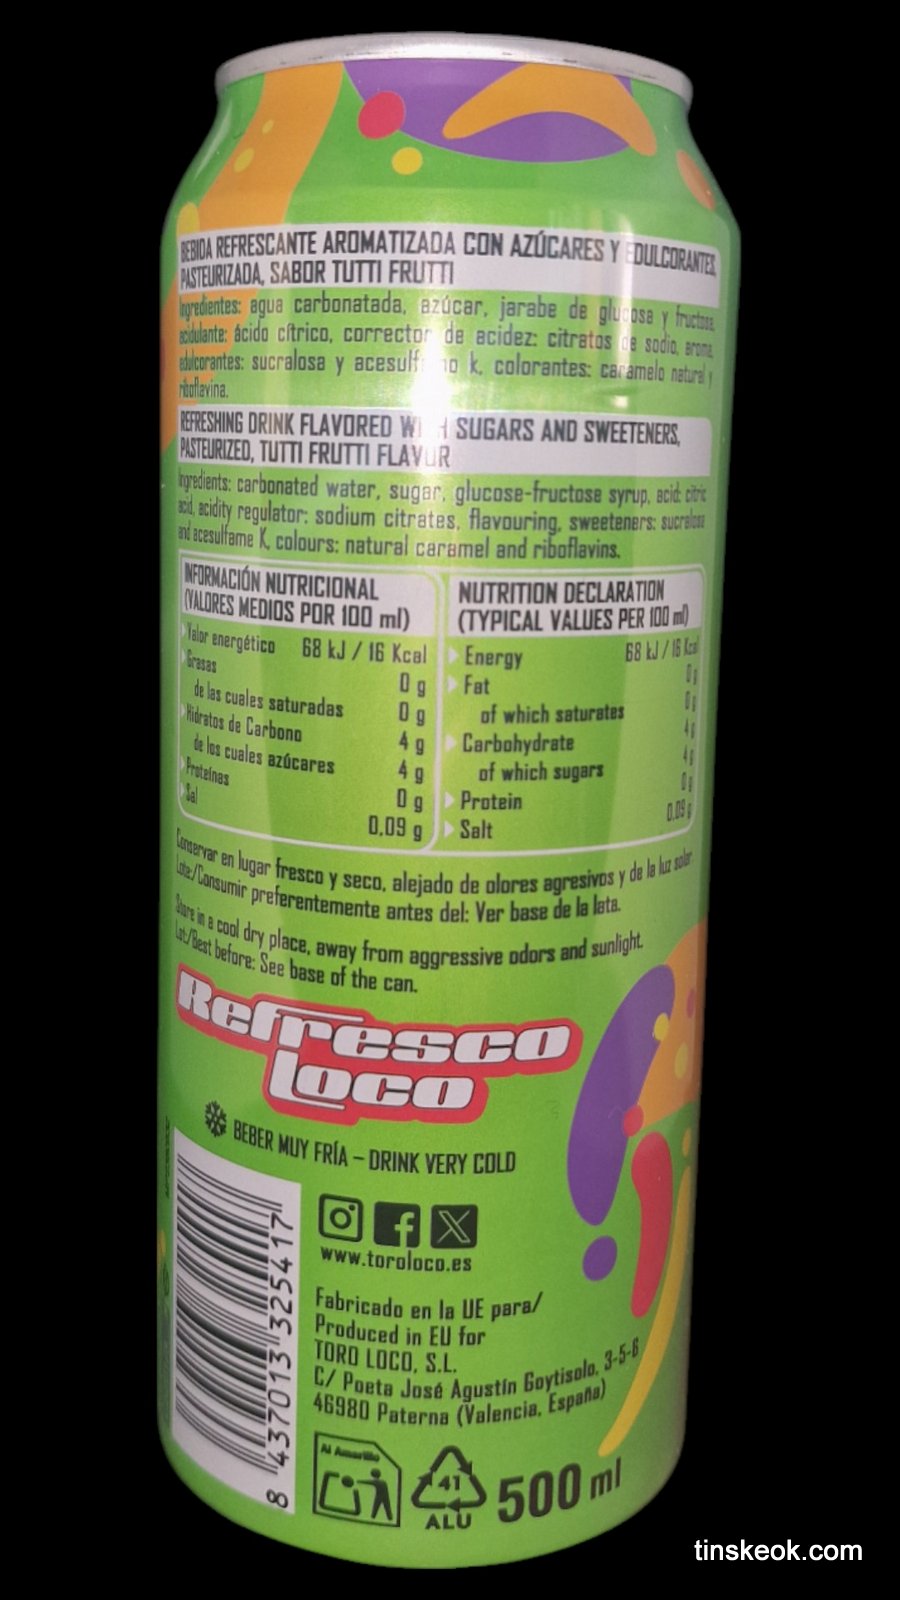 BEBIDA REFRESCANTE AROMATIZADA CON AZÚCARES Y EDULCORANTES,
PASTEURIZADA, SABOR TUTTI FRUTTI
Ingredientes: agua carbonatada, azúcar, jarabe de glucosa y fructosa,
acidulante: ácido cítrico, corrector de acidez: citratos de sodio, aroma,
edulcorantes: sucralosa y acesulfamo k, colorantes: caramelo natural y
riboflavina.
REFRESHING DRINK FLAVORED WITH SUGARS AND SWEETENERS,
PASTEURIZED, TUTTI FRUTTI FLAVOUR
Ingredients: carbonated water, sugar, glucose-fructose syrup, acid: citric
acid, acidity regulator: sodium citrates, flavouring, sweeteners: sucralose
and acesulfame K, colours: natural caramel and riboflavins.
INFORMACIÓN NUTRICIONAL
(VALORES MEDIOS POR 100 ml)
Valor energético 68 kJ / 16 Kcal
Grasas 0 g
de las cuales saturadas 0 g
Hidratos de Carbono 4 g
de los cuales azúcares 4 g
Proteínas 0 g
Sal 0,09 g
NUTRITION DECLARATION
(TYPICAL VALUES PER 100 ml)
Energy 68 kJ / 16 Kcal
Fat 0 g
of which saturates 0 g
Carbohydrate 4 g
of which sugars 4 g
Protein 0 g
Salt 0,09 g
Conservar en lugar fresco y seco, alejado de olores agresivos y de la luz solar.
Lote:/Consumir preferentemente antes del: Ver base de la lata.
Store in a cool dry place, away from aggressive odors and sunlight.
Lot:/Best before: See base of the can.
Refresco
Loco
BEBER MUY FRÍA – DRINK VERY COLD
www.toroloco.es
Fabricado en la UE para/
Produced in EU for
TORO LOCO, S.L.
C/ Poeta José Agustín Goytisolo, 3-5-6
46980 Paterna (Valencia, España)
8 437013 325417
Al Amarillo
41
ALU
500 ml
tinskeok.com